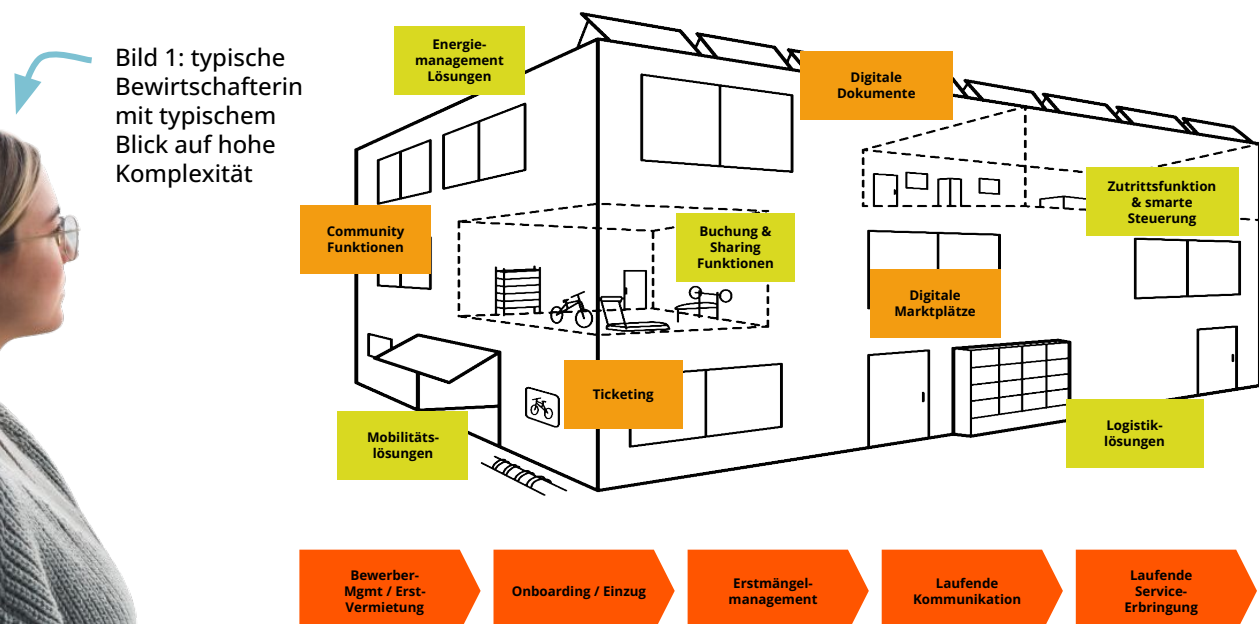 Bild 1: typische
Bewirtschafterin
mit typischem
Blick auf hohe
Komplexität
Energie-
management
Lösungen
Digitale
Dokumente
Zutrittsfunktion
& smarte
Steuerung
Community
Funktionen
Buchung &
Sharing
Funktionen
Digitale
Marktplätze
Ticketing
Mobilitäts-
lösungen
Logistik-
lösungen
Bewerber-
Mgmt / Erst-
Vermietung
Onboarding / Einzug
Erstmängel-
management
Laufende
Kommunikation
Laufende
Service-
Erbringung